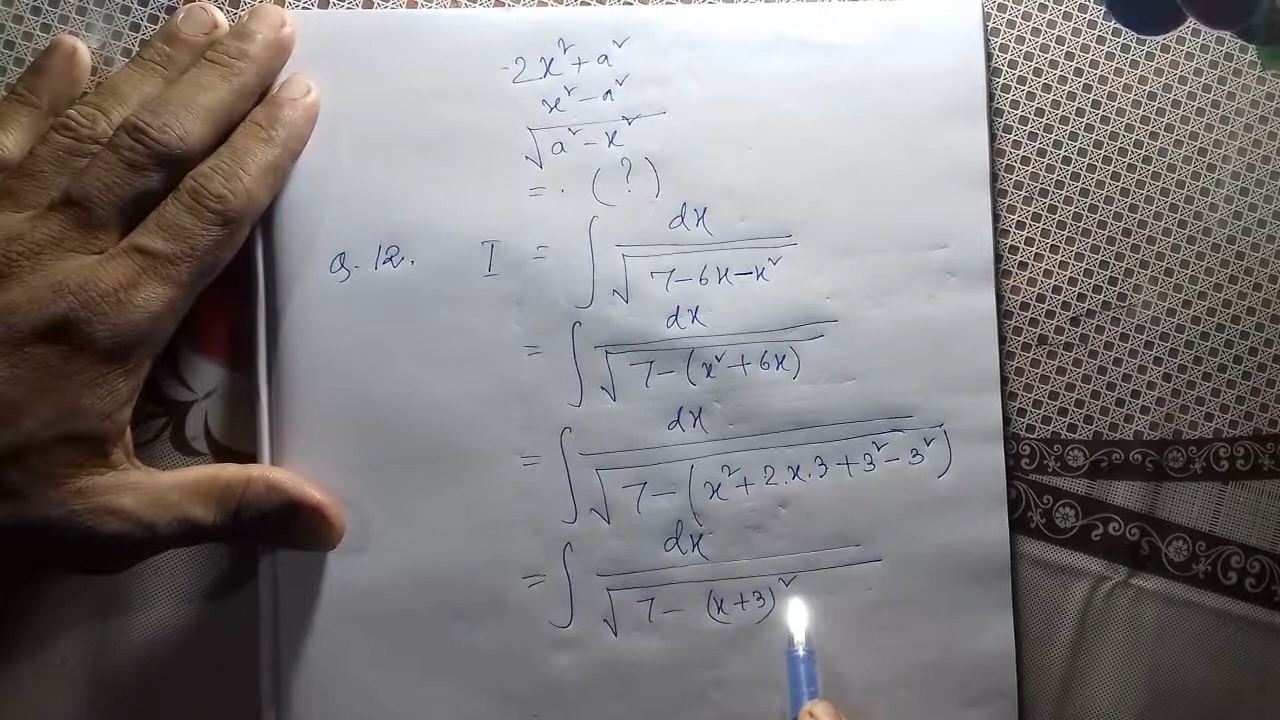 -2x²+a²
x²-a²
√a²-x²
= . (?)
Q.12. I = ∫ dx / √7-6x-x²
= ∫ dx / √7-(x²+6x)
= ∫ dx / √7-(x²+2.x.3+3²-3²)
= ∫ dx / √7-(x+3)²